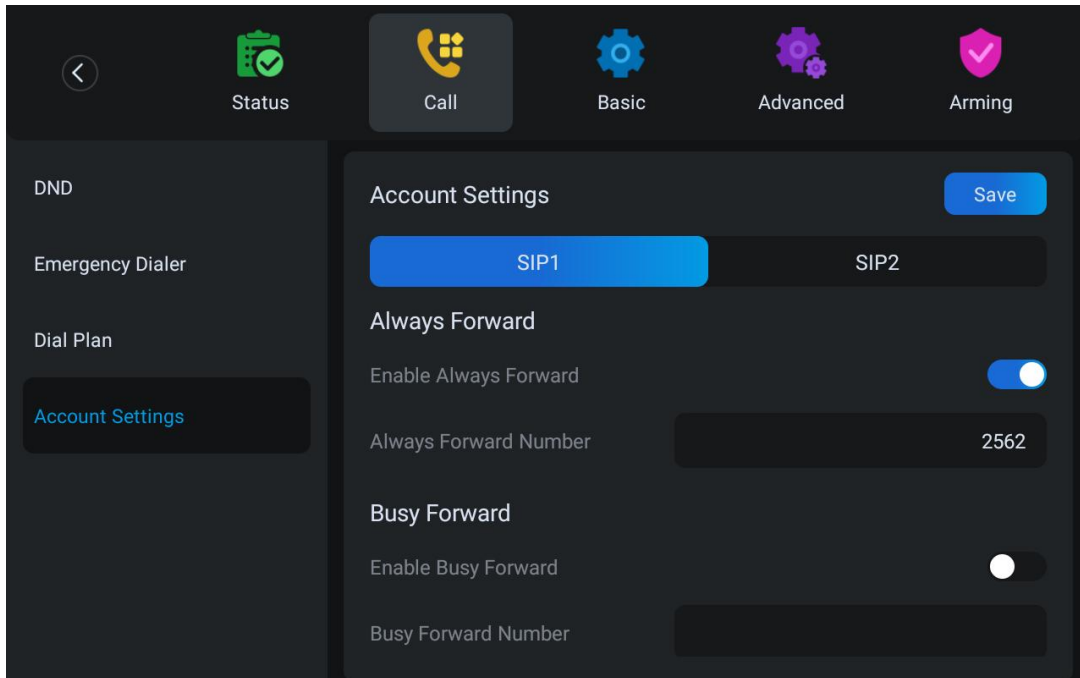 Status
Call
Basic
Advanced
Arming
DND
Emergency Dialer
Dial Plan
Account Settings
Account Settings
Save
SIP1
SIP2
Always Forward
Enable Always Forward
Always Forward Number
2562
Busy Forward
Enable Busy Forward
Busy Forward Number